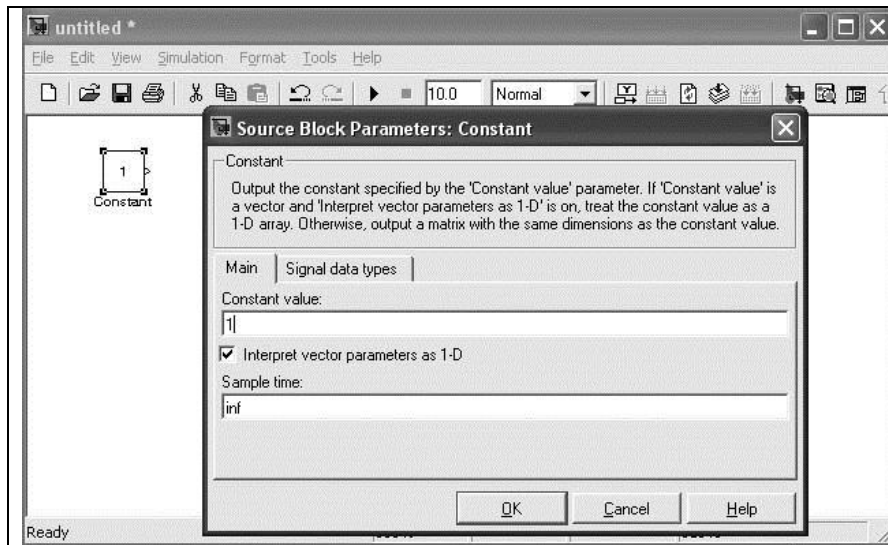 untitled *
File Edit View Simulation Format Tools Help
10.0 Normal
Source Block Parameters: Constant
1
Constant
Constant
Output the constant specified by the 'Constant value' parameter. If 'Constant value' is
a vector and 'Interpret vector parameters as 1-D' is on, treat the constant value as a
1-D array. Otherwise, output a matrix with the same dimensions as the constant value.
Main Signal data types
Constant value:
1
Interpret vector parameters as 1-D
Sample time:
inf
OK Cancel Help
Ready